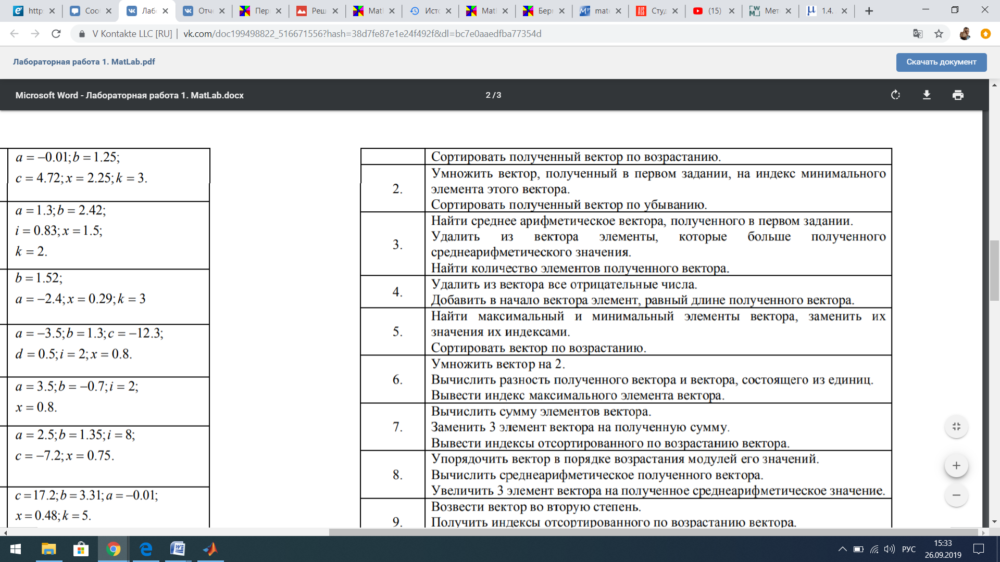 http
Сооб
Лаб
Отче
Пер
Реш
Matl
Исто
Matl
Берн
mate
Студ
(15)
Мето
1.4.
V Kontakte LLC [RU] | vk.com/doc199498822_516671556?hash=38d7fe87e1e24f492f&dl=bc7e0aaedfba77354d
Лабораторная работа 1. MatLab.pdf
Скачать документ
Microsoft Word - Лабораторная работа 1. MatLab.docx
2 / 3
a = −0.01; b = 1.25;
c = 4.72; x = 2.25; k = 3.
a = 1.3; b = 2.42;
i = 0.83; x = 1.5;
k = 2.
b = 1.52;
a = −2.4; x = 0.29; k = 3
a = −3.5; b = 1.3; c = −12.3;
d = 0.5; i = 2; x = 0.8.
a = 3.5; b = −0.7; i = 2;
x = 0.8.
a = 2.5; b = 1.35; i = 8;
c = −7.2; x = 0.75.
c = 17.2; b = 3.31; a = −0.01;
x = 0.48; k = 5.
Сортировать полученный вектор по возрастанию.
2.
Умножить вектор, полученный в первом задании, на индекс минимального
элемента этого вектора.
Сортировать полученный вектор по убыванию.
3.
Найти среднее арифметическое вектора, полученного в первом задании.
Удалить из вектора элементы, которые больше полученного
среднеарифметического значения.
Найти количество элементов полученного вектора.
4.
Удалить из вектора все отрицательные числа.
Добавить в начало вектора элемент, равный длине полученного вектора.
5.
Найти максимальный и минимальный элементы вектора, заменить их
значения их индексами.
Сортировать вектор по возрастанию.
6.
Умножить вектор на 2.
Вычислить разность полученного вектора и вектора, состоящего из единиц.
Вывести индекс максимального элемента вектора.
7.
Вычислить сумму элементов вектора.
Заменить 3 элемент вектора на полученную сумму.
Вывести индексы отсортированного по возрастанию вектора.
8.
Упорядочить вектор в порядке возрастания модулей его значений.
Вычислить среднеарифметическое полученного вектора.
Увеличить 3 элемент вектора на полученное среднеарифметическое значение.
9.
Возвести вектор во вторую степень.
Получить индексы отсортированного по возрастанию вектора.
РУС
15:33
26.09.2019